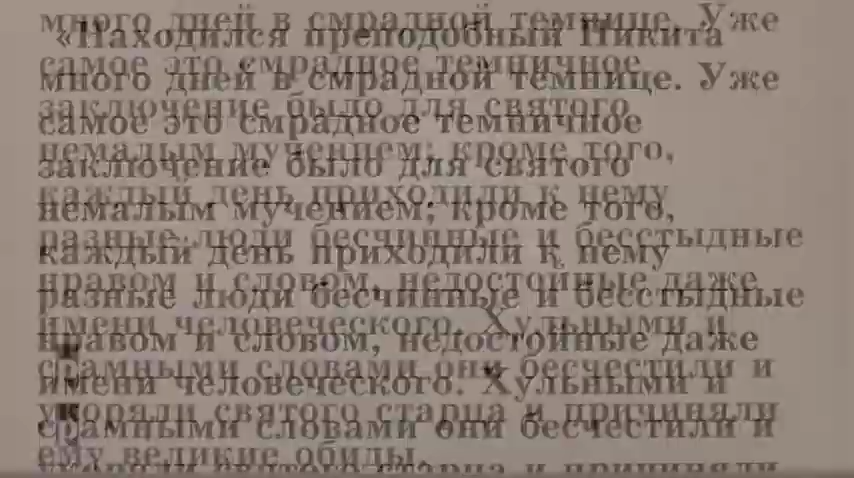 «Находился преподобный Никита
много дней в смрадной темнице. Уже
самое это смрадное темничное
заключение было для святого
немалым мучением; кроме того,
каждый день приходили к нему
разные люди бесчинные и бесстыдные
нравом и словом, недостойные даже
имени человеческого. Хульными и
срамными словами они бесчестили и
укоряли святого старца и причиняли
ему великие обиды.